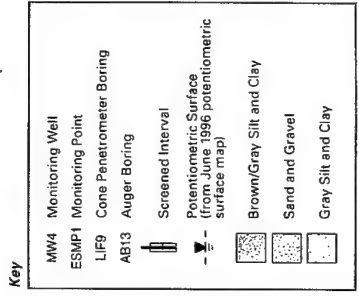 Key
MW4 Monitoring Well
ESMP1 Monitoring Point
LIF9 Cone Penetrometer Boring
AB13 Auger Boring
Screened Interval
Potentiometric Surface
(from June 1996 potentiometric
surface map)
Brown/Gray Silt and Clay
Sand and Gravel
Gray Silt and Clay